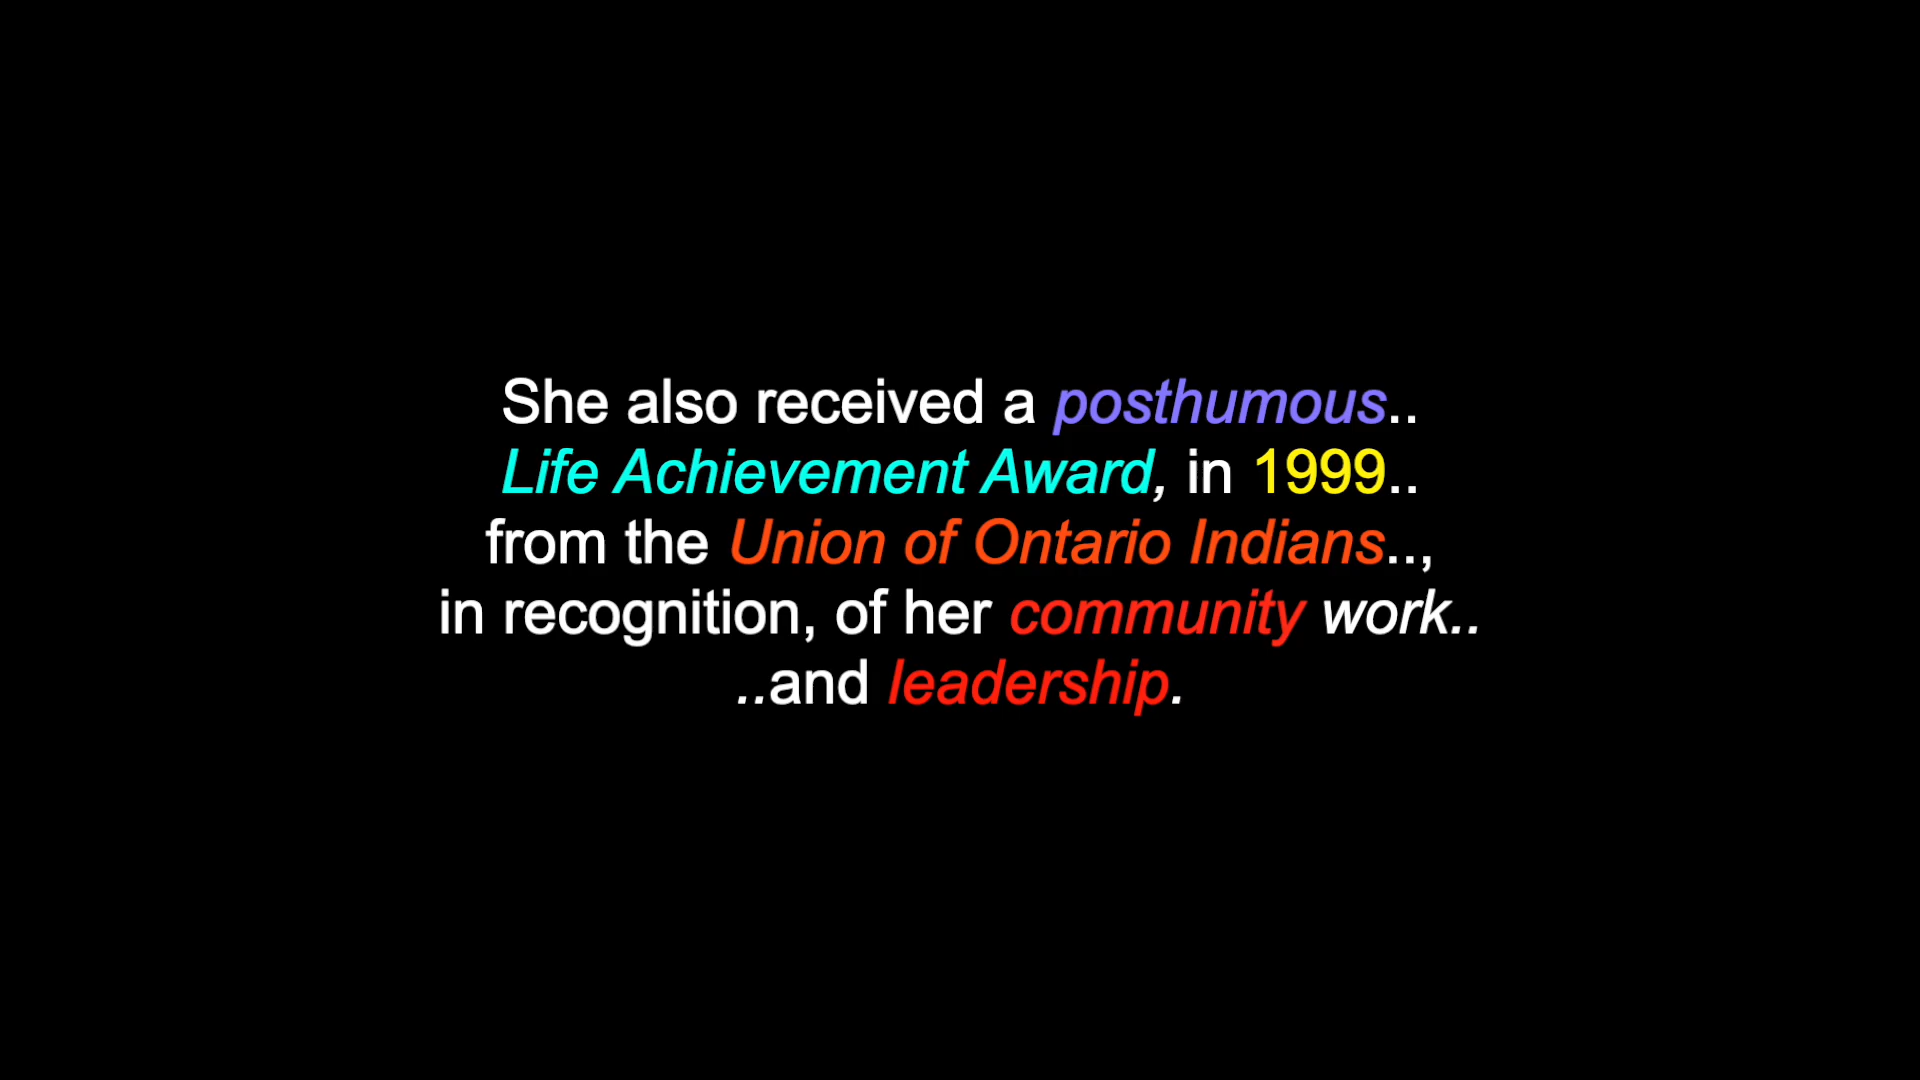 She also received a posthumous..
Life Achievement Award, in 1999..
from the Union of Ontario Indians..,
in recognition, of her community work..
..and leadership.